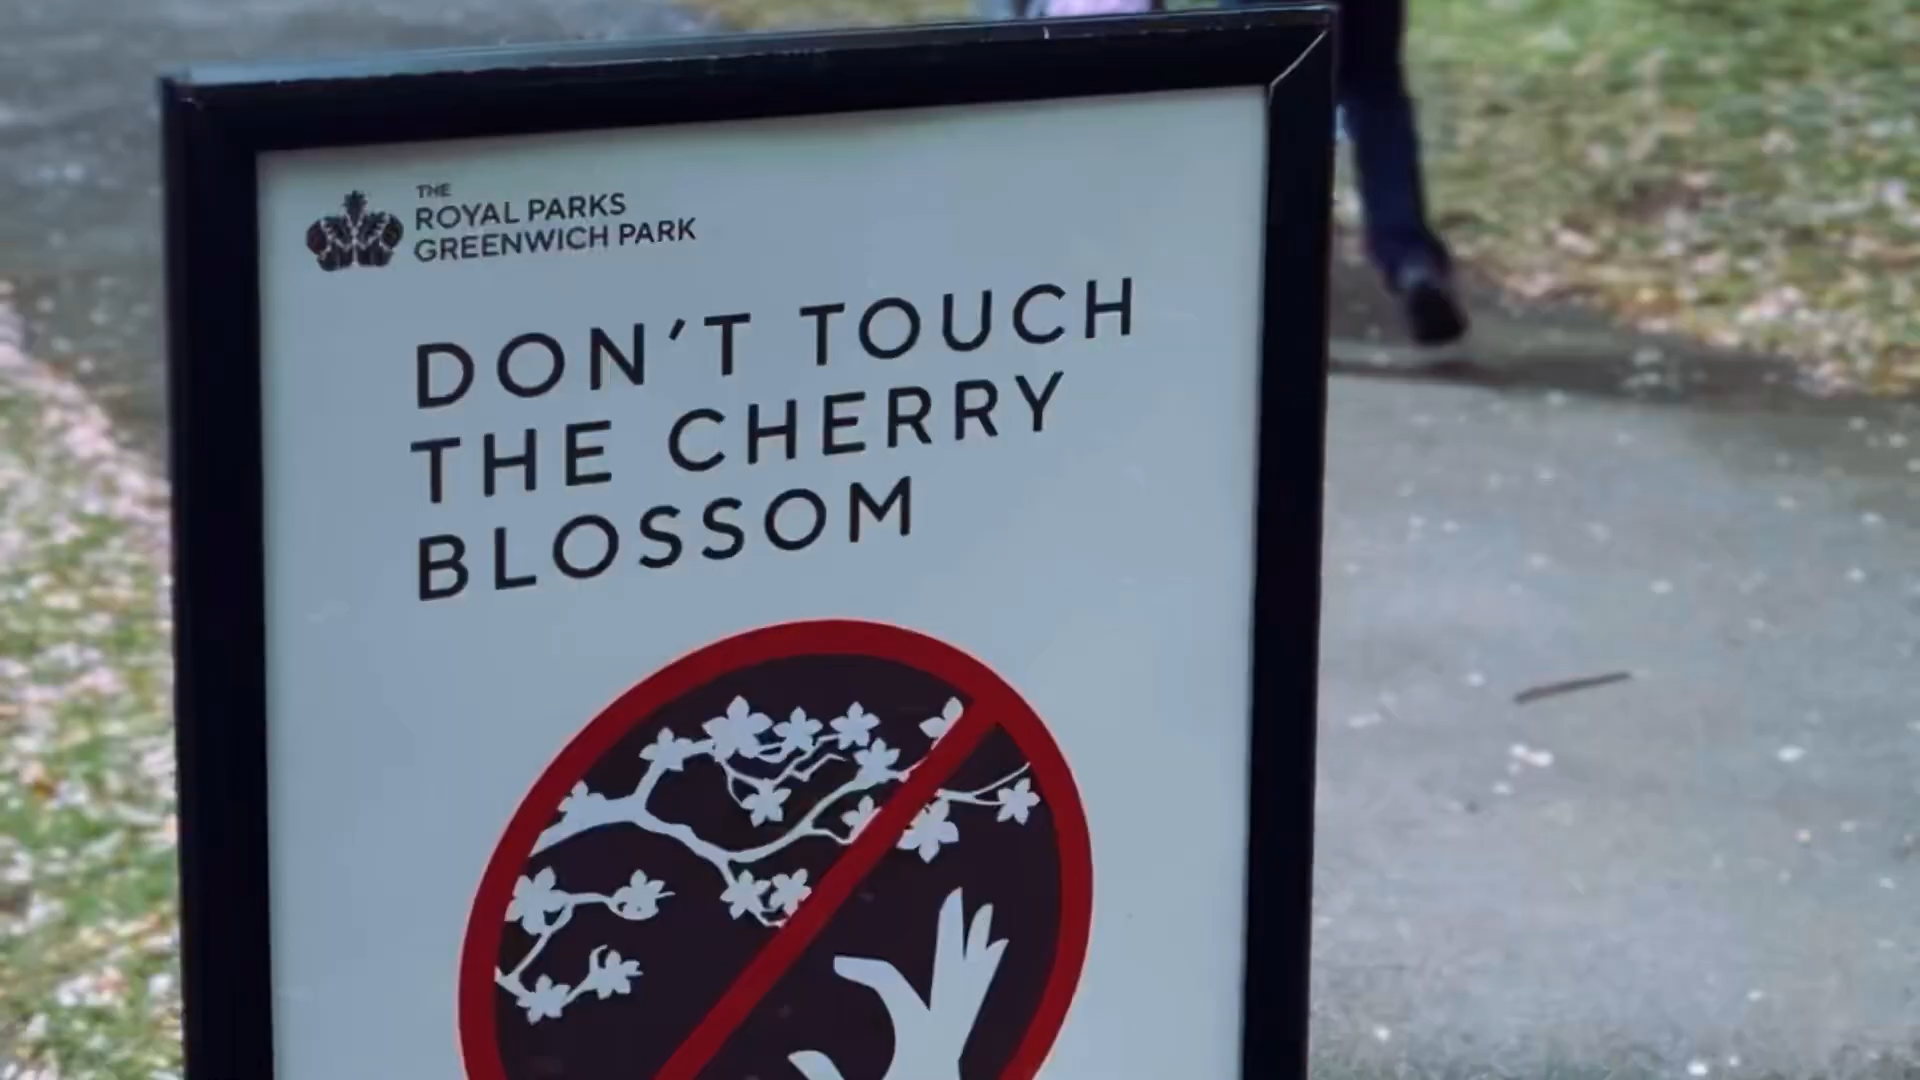 THE
ROYAL PARKS
GREENWICH PARK
DON'T TOUCH
THE CHERRY
BLOSSOM